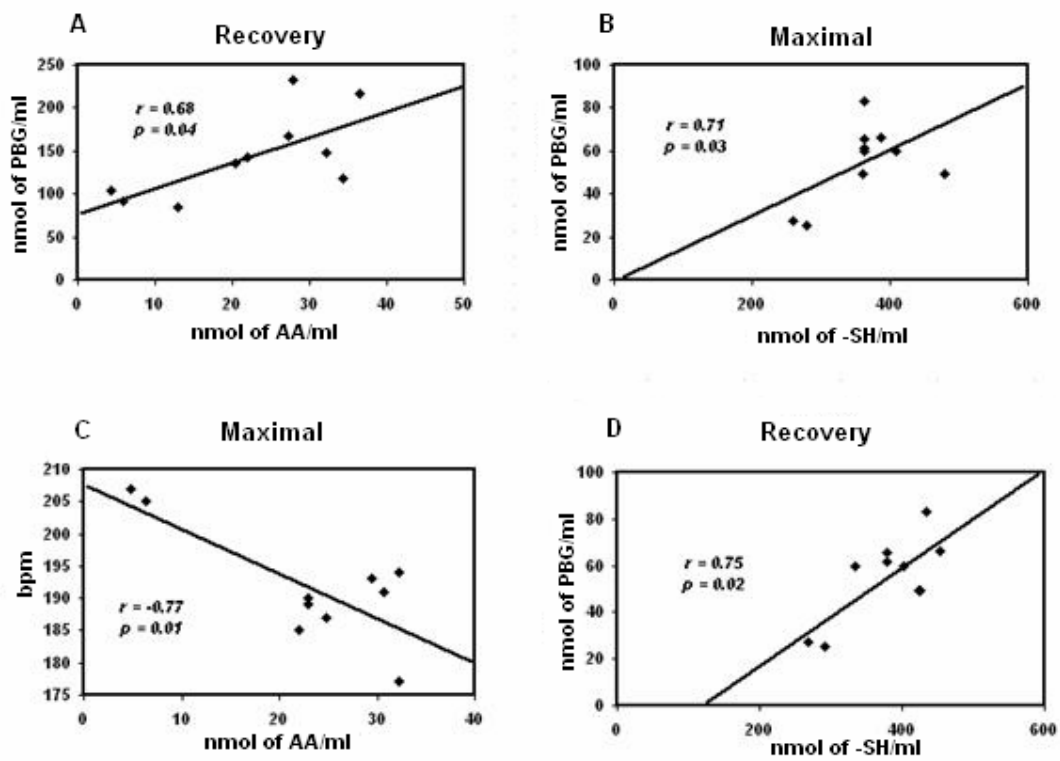 A
Recovery
nmol of PBG/ml
250
200
150
100
50
0
r = 0.68
p = 0.04
0 10 20 30 40 50
nmol of AA/ml
B
Maximal
nmol of PBG/ml
100
80
60
40
20
0
r = 0.71
p = 0.03
0 200 400 600
nmol of -SH/ml
C
Maximal
bpm
210
205
200
195
190
185
180
175
r = -0.77
p = 0.01
0 10 20 30 40
nmol of AA/ml
D
Recovery
nmol of PBG/ml
100
80
60
40
20
0
r = 0.75
p = 0.02
0 200 400 600
nmol of -SH/ml